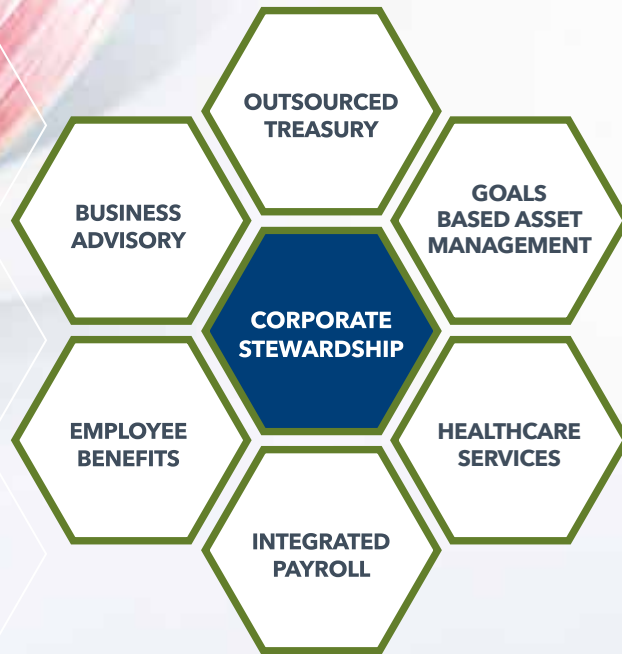 OUTSOURCED
TREASURY
BUSINESS
ADVISORY
GOALS
BASED ASSET
MANAGEMENT
CORPORATE
STEWARDSHIP
EMPLOYEE
BENEFITS
HEALTHCARE
SERVICES
INTEGRATED
PAYROLL